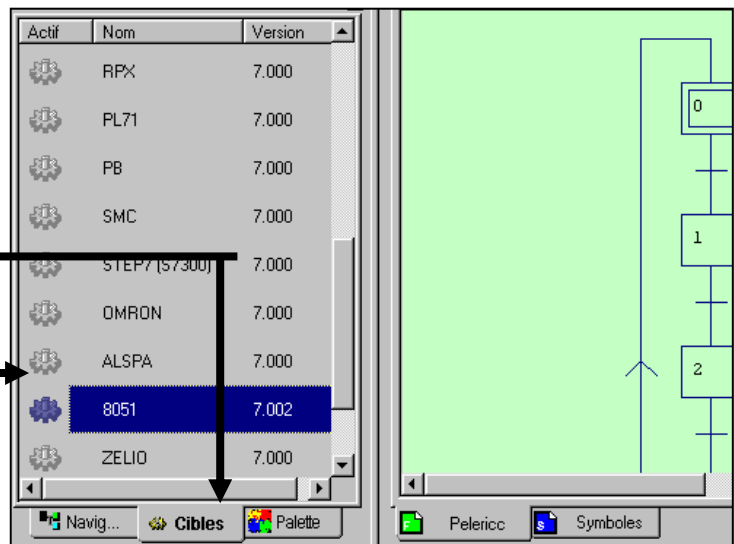 Actif Nom Version
RPX 7.000
PL71 7.000
PB 7.000
SMC 7.000
STEP7 (S7300) 7.000
OMRON 7.000
ALSPA 7.000
8051 7.002
ZELIO 7.000
Navig... Cibles Palette
0
1
2
F Pelericc S Symboles